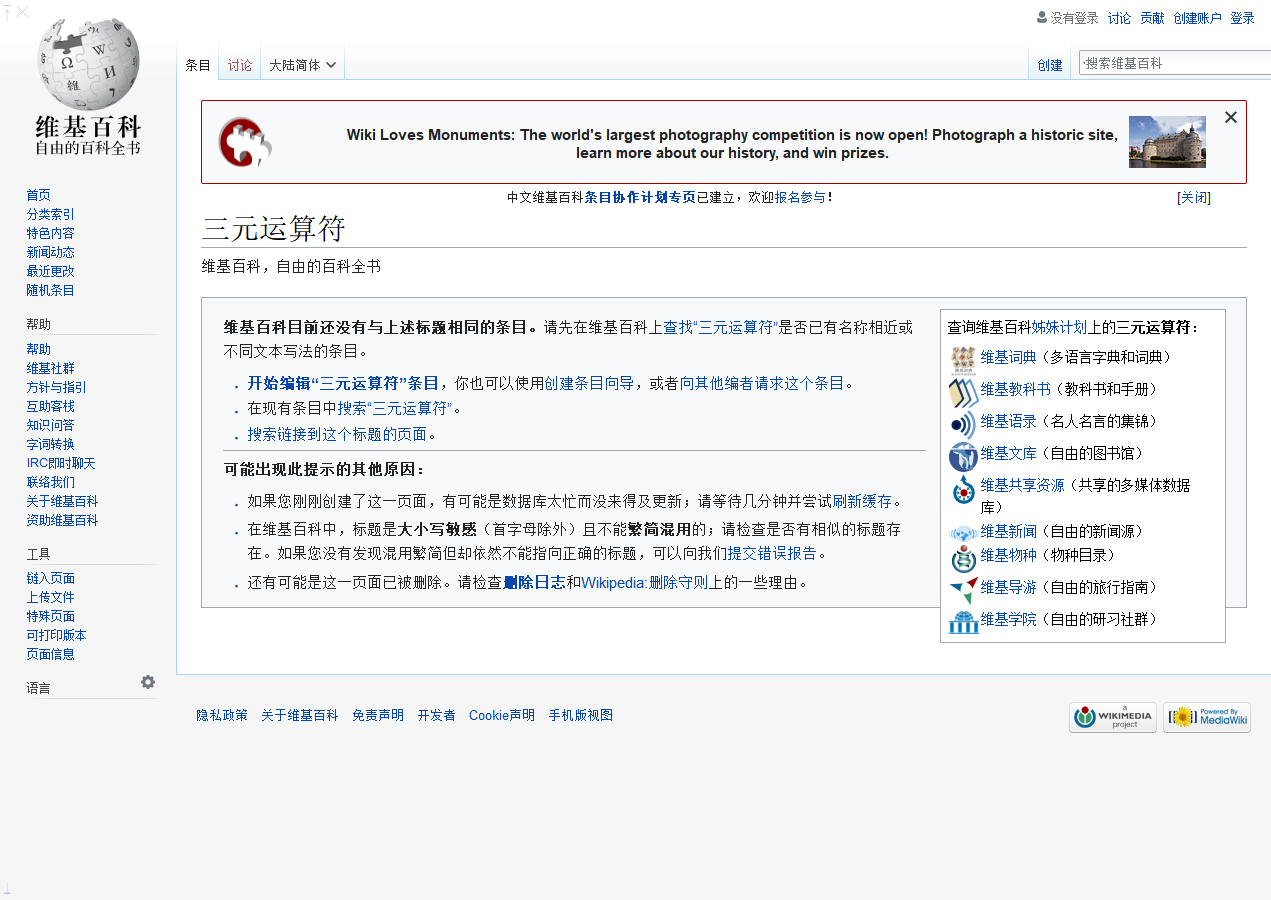 没有登录 讨论 贡献 创建账户 登录
条目 讨论 大陆简体 创建 搜索维基百科
维基百科
自由的百科全书
Wiki Loves Monuments: The world's largest photography competition is now open! Photograph a historic site,
learn more about our history, and win prizes.
中文维基百科条目协作计划专页已建立，欢迎报名参与！ [关闭]
三元运算符
维基百科，自由的百科全书
首页
分类索引
特色内容
新闻动态
最近更改
随机条目
帮助
帮助
维基社群
方针与指引
互助客栈
知识问答
字词转换
IRC即时聊天
联络我们
关于维基百科
资助维基百科
工具
链入页面
上传文件
特殊页面
可打印版本
页面信息
语言
维基百科目前还没有与上述标题相同的条目。请先在维基百科上查找“三元运算符”是否已有名称相近或
不同文本写法的条目。
开始编辑“三元运算符”条目，你也可以使用创建条目向导，或者向其他编者请求这个条目。
在现有条目中搜索“三元运算符”。
搜索链接到这个标题的页面。
可能出现此提示的其他原因：
如果您刚刚创建了这一页面，有可能是数据库太忙而没来得及更新；请等待几分钟并尝试刷新缓存。
在维基百科中，标题是大小写敏感（首字母除外）且不能繁简混用的；请检查是否有相似的标题存
在。如果您没有发现混用繁简但却依然不能指向正确的标题，可以向我们提交错误报告。
还有可能是这一页面已被删除。请检查删除日志和Wikipedia:删除守则上的一些理由。
查询维基百科姊妹计划上的三元运算符：
维基词典（多语言字典和词典）
维基教科书（教科书和手册）
维基语录（名人名言的集锦）
维基文库（自由的图书馆）
维基共享资源（共享的多媒体数据
库）
维基新闻（自由的新闻源）
维基物种（物种目录）
维基导游（自由的旅行指南）
维基学院（自由的研习社群）
隐私政策 关于维基百科 免责声明 开发者 Cookie声明 手机版视图
a
WIKIMEDIA
project
Powered By
MediaWiki